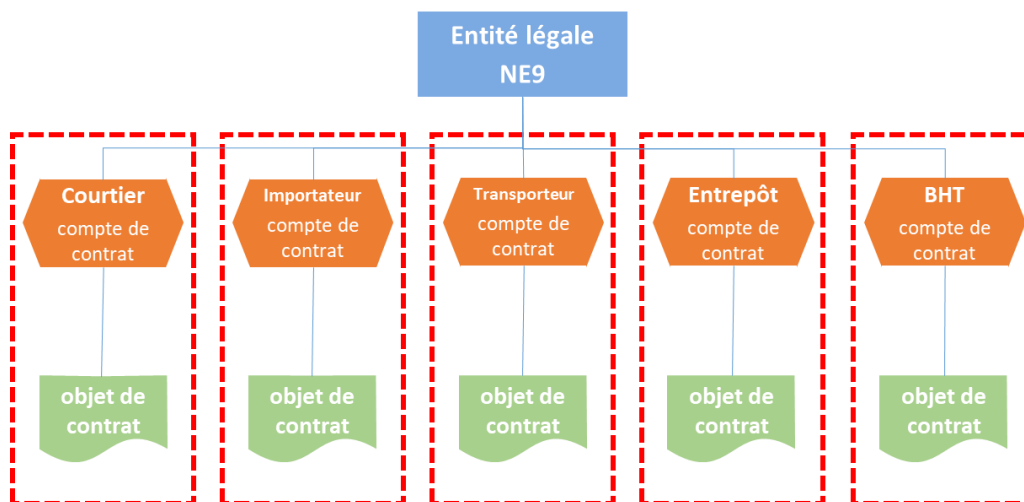 Entité légale
NE9
Courtier
compte de
contrat
Importateur
compte de
contrat
Transporteur
compte de
contrat
Entrepôt
compte de
contrat
BHT
compte de
contrat
objet de
contrat
objet de
contrat
objet de
contrat
objet de
contrat
objet de
contrat